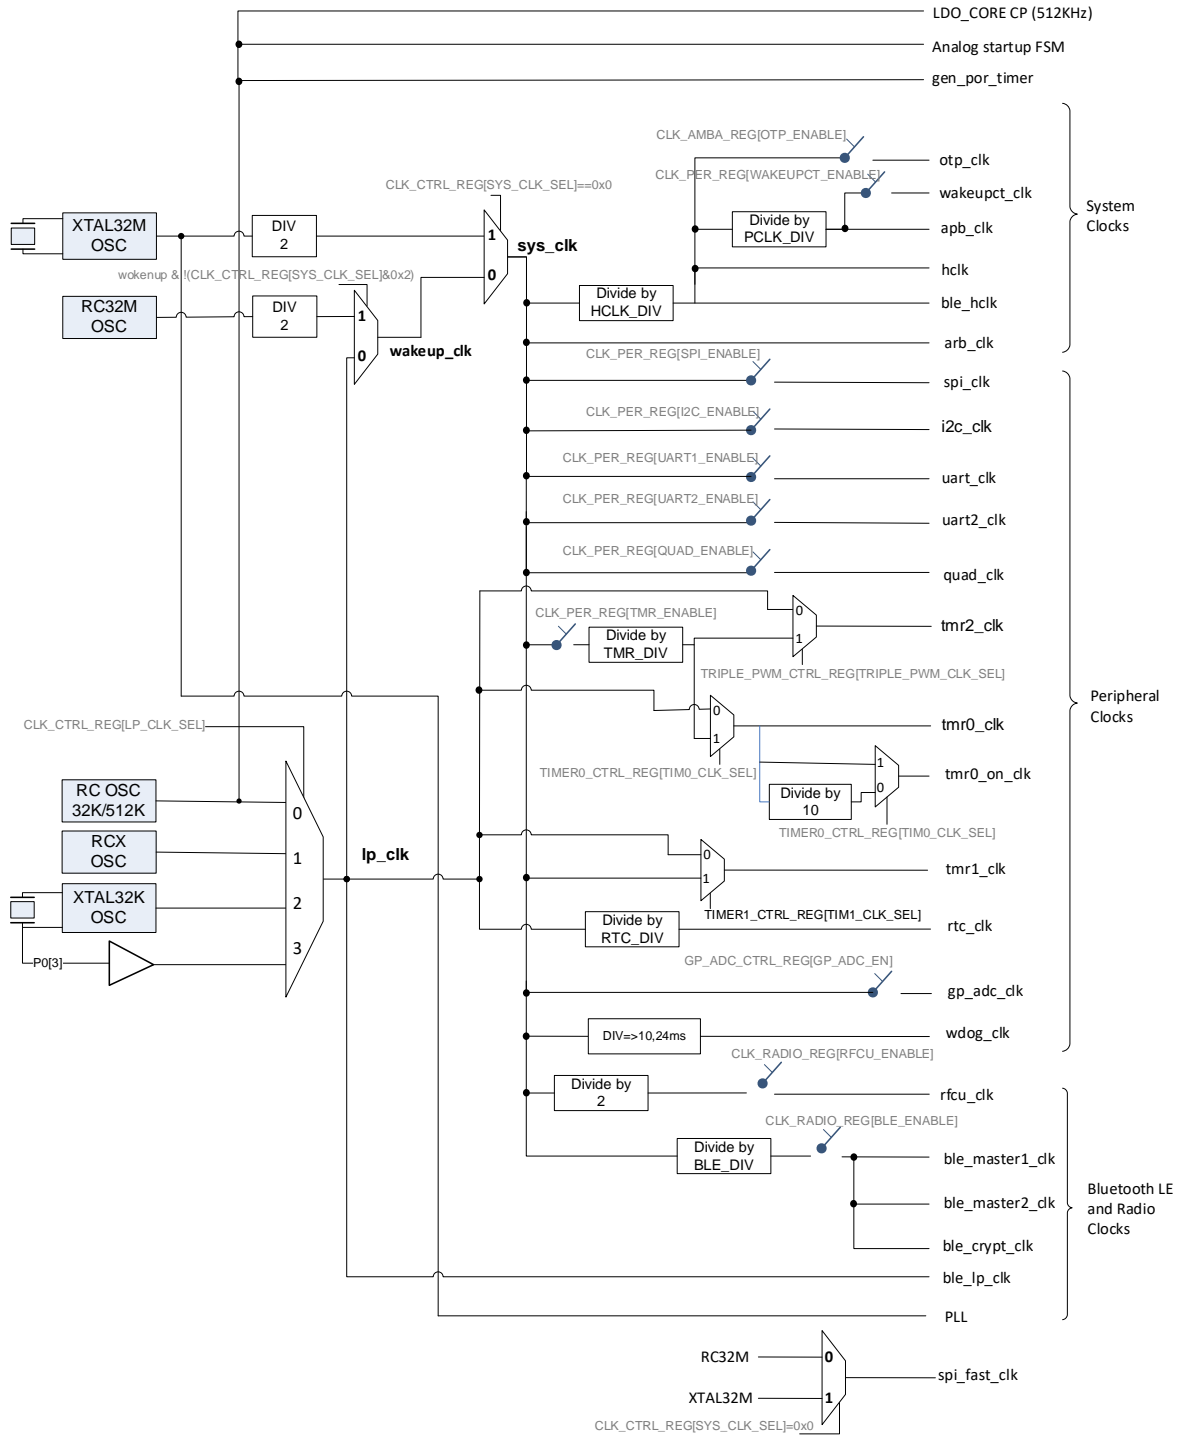 LDO_CORE CP (512KHz)
Analog startup FSM
gen_por_timer
CLK_AMBA_REG[OTP_ENABLE]
otp_clk
CLK_PER_REG[WAKEUPCT_ENABLE]
wakeupct_clk
CLK_CTRL_REG[SYS_CLK_SEL]==0x0
System
Clocks
XTAL32M
OSC
DIV
2
1
0
sys_clk
Divide by
PCLK_DIV
apb_clk
wokenup & !(CLK_CTRL_REG[SYS_CLK_SEL]&0x2)
hclk
RC32M
OSC
DIV
2
1
0
wakeup_clk
Divide by
HCLK_DIV
ble_hclk
arb_clk
CLK_PER_REG[SPI_ENABLE]
spi_clk
CLK_PER_REG[I2C_ENABLE]
i2c_clk
CLK_PER_REG[UART1_ENABLE]
uart_clk
CLK_PER_REG[UART2_ENABLE]
uart2_clk
CLK_PER_REG[QUAD_ENABLE]
quad_clk
CLK_PER_REG[TMR_ENABLE]
0
1
tmr2_clk
Divide by
TMR_DIV
TRIPLE_PWM_CTRL_REG[TRIPLE_PWM_CLK_SEL]
Peripheral
Clocks
CLK_CTRL_REG[LP_CLK_SEL]
0
1
tmr0_clk
TIMER0_CTRL_REG[TIM0_CLK_SEL]
1
0
tmr0_on_clk
Divide by
10
TIMER0_CTRL_REG[TIM0_CLK_SEL]
RC OSC
32K/512K
0
RCX
OSC
1
lp_clk
XTAL32K
OSC
2
P0[3]
3
0
1
tmr1_clk
TIMER1_CTRL_REG[TIM1_CLK_SEL]
Divide by
RTC_DIV
rtc_clk
GP_ADC_CTRL_REG[GP_ADC_EN]
gp_adc_clk
DIV=>10,24ms
wdog_clk
CLK_RADIO_REG[RFCU_ENABLE]
Divide by
2
rfcu_clk
CLK_RADIO_REG[BLE_ENABLE]
Divide by
BLE_DIV
ble_master1_clk
ble_master2_clk
ble_crypt_clk
Bluetooth LE
and Radio
Clocks
ble_lp_clk
PLL
RC32M
0
XTAL32M
1
spi_fast_clk
CLK_CTRL_REG[SYS_CLK_SEL]=0x0